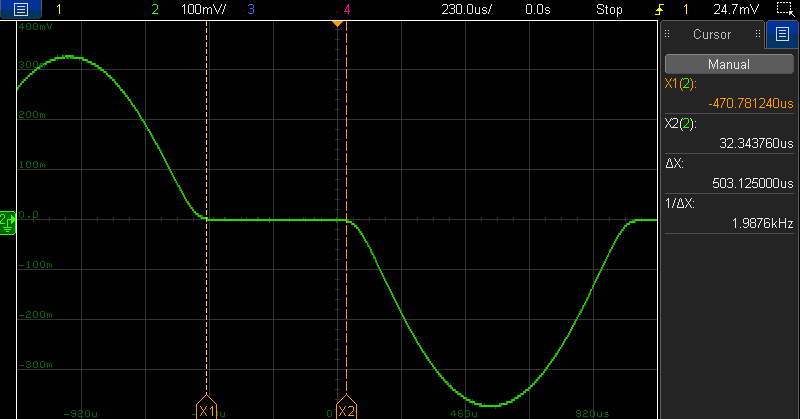 1 2 100mV/ 3 4 230.0us/ 0.0s Stop 1 24.7mV
400mV
300m
200m
100m
0.0
-100m
-200m
-300m
-920u 0 460u 920us
X1 X2
2
Cursor
Manual
X1(2):
-470.781240us
X2(2):
32.343760us
ΔX:
503.125000us
1/ΔX:
1.9876kHz